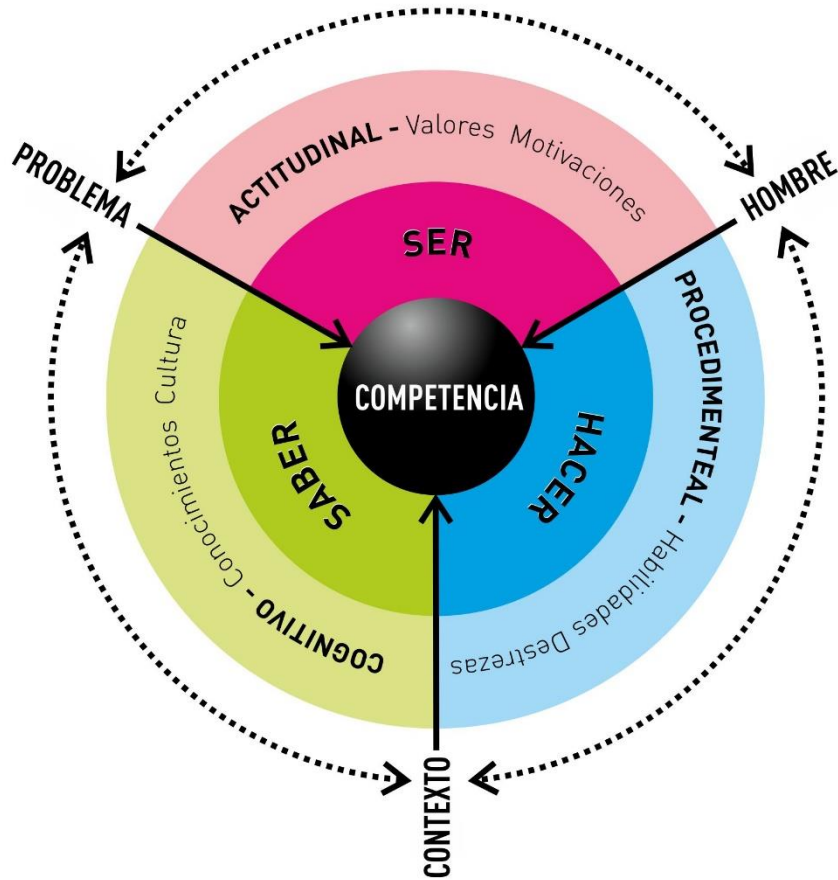 PROBLEMA
HOMBRE
CONTEXTO
ACTITUDINAL - Valores Motivaciones
SER
PROCEDIMENTEAL - Habilidades Destrezas
HACER
COGNITIVO - Conocimientos Cultura
SABER
COMPETENCIA